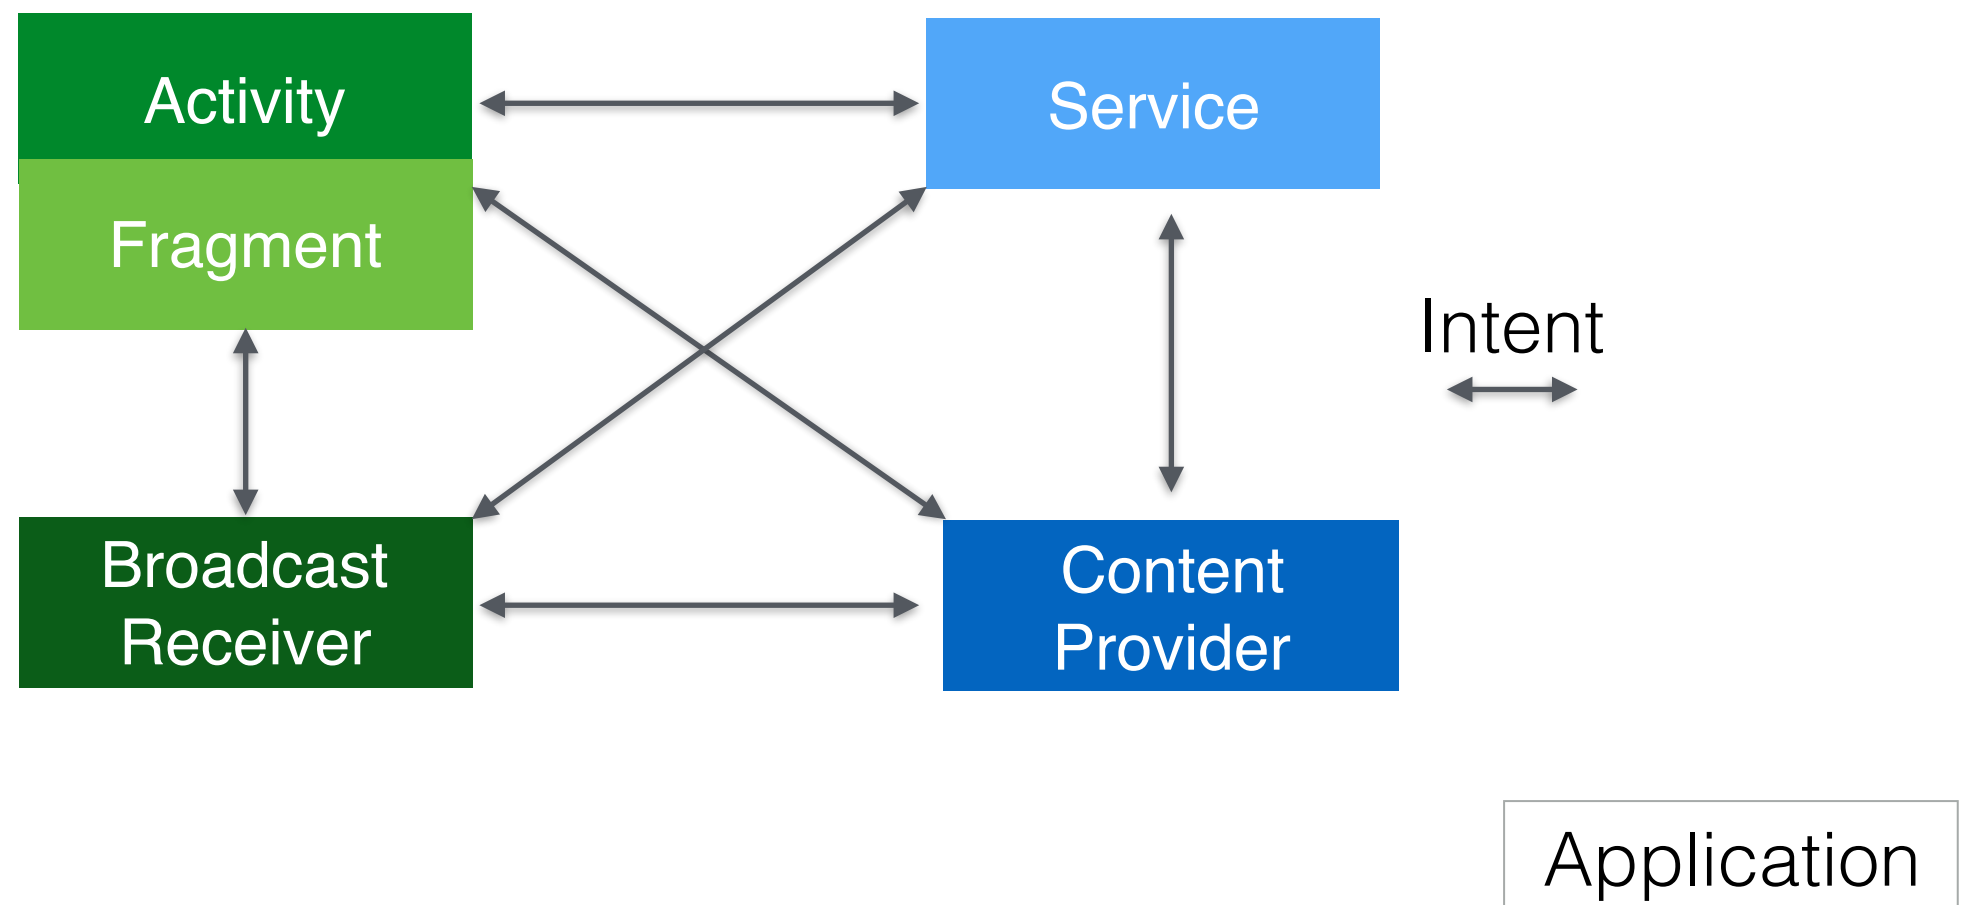 Activity
Service
Fragment
Intent
Broadcast
Receiver
Content
Provider
Application